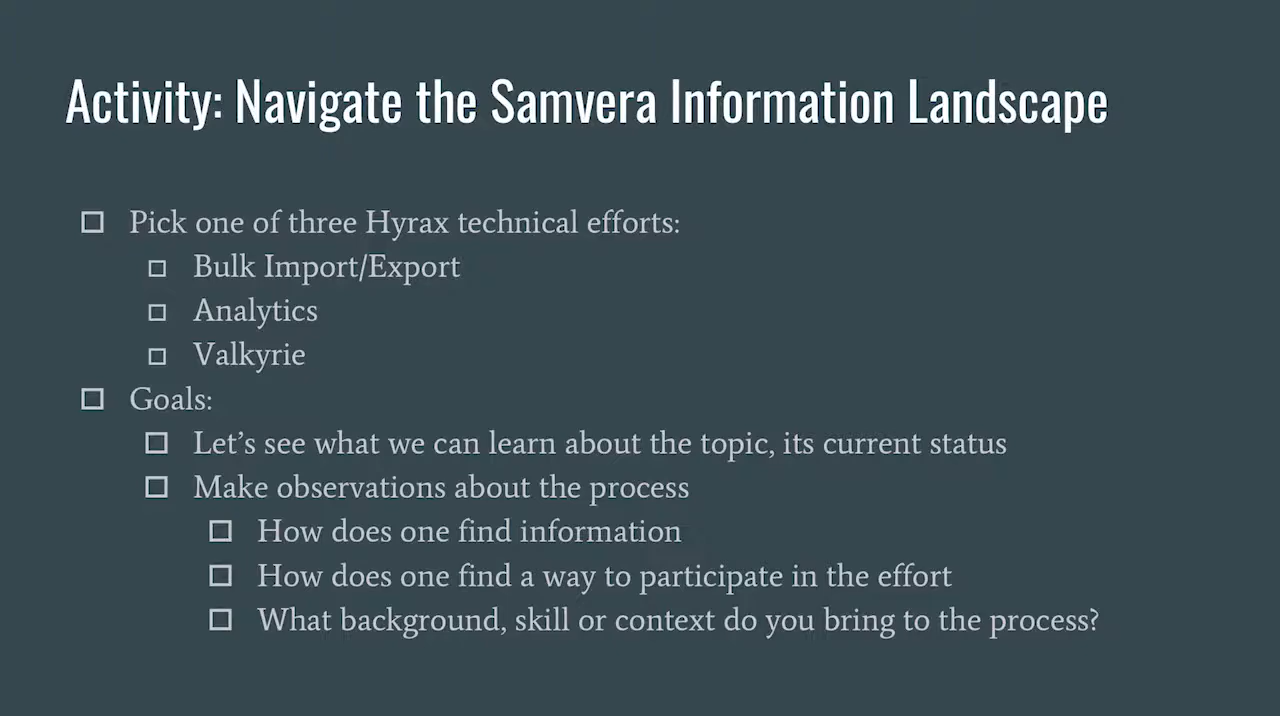 Activity: Navigate the Samvera Information Landscape
Pick one of three Hyrax technical efforts:
Bulk Import/Export
Analytics
Valkyrie
Goals:
Let’s see what we can learn about the topic, its current status
Make observations about the process
How does one find information
How does one find a way to participate in the effort
What background, skill or context do you bring to the process?